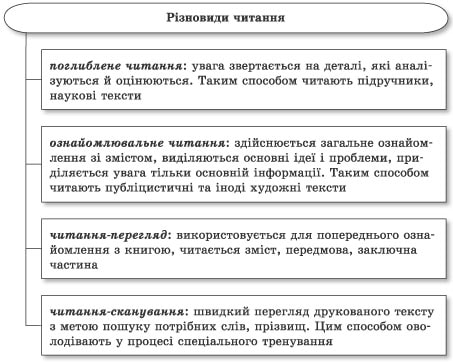 Різновиди читання
поглиблене читання: увага звертається на деталі, які аналі-
зуються й оцінюються. Таким способом читають підручники,
наукові тексти
ознайомлювальне читання: здійснюється загальне ознайом-
лення зі змістом, виділяються основні ідеї і проблеми, при-
діляється увага тільки основній інформації. Таким способом
читають публіцистичні та іноді художні тексти
читання-перегляд: використовується для попереднього озна-
йомлення з книгою, читається зміст, передмова, заключна
частина
читання-сканування: швидкий перегляд друкованого тексту
з метою пошуку потрібних слів, прізвищ. Цим способом ово-
лодівають у процесі спеціального тренування